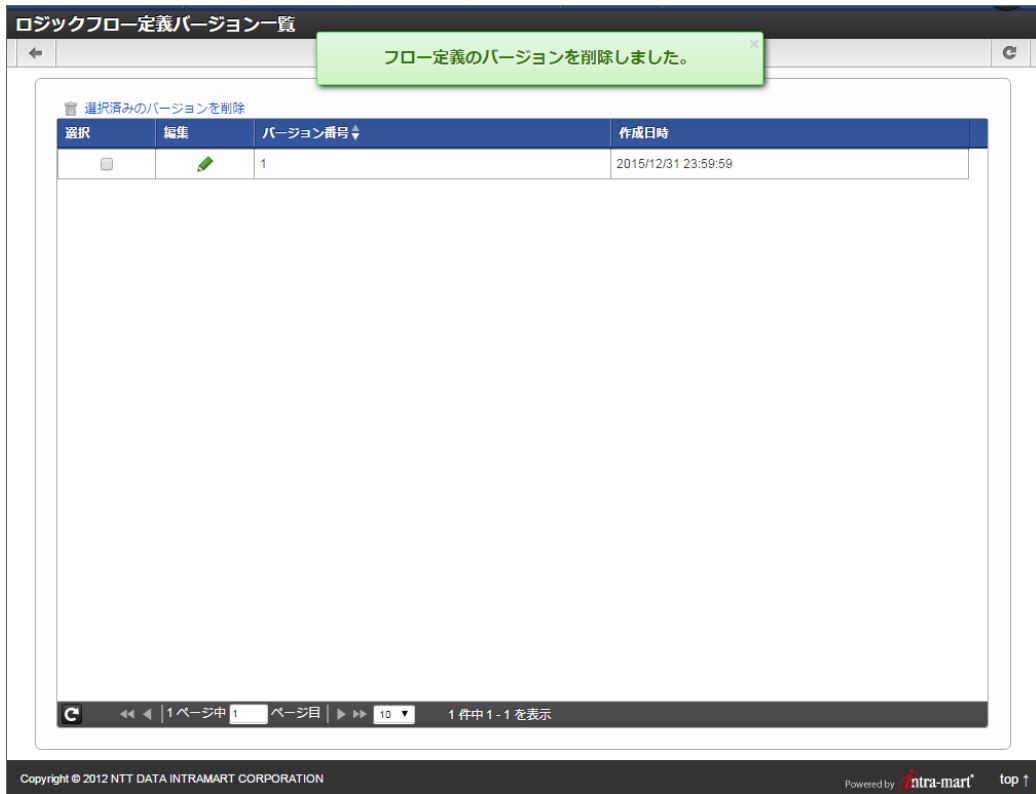 ロジックフロー定義バージョン一覧
フロー定義のバージョンを削除しました。
×
選択済みのバージョンを削除
選択 編集 バージョン番号 作成日時
1 2015/12/31 23:59:59
1 ページ中 1 ページ目 10 1 件中 1 - 1 を表示
Copyright © 2012 NTT DATA INTRAMART CORPORATION
Powered by intra-mart
top ↑